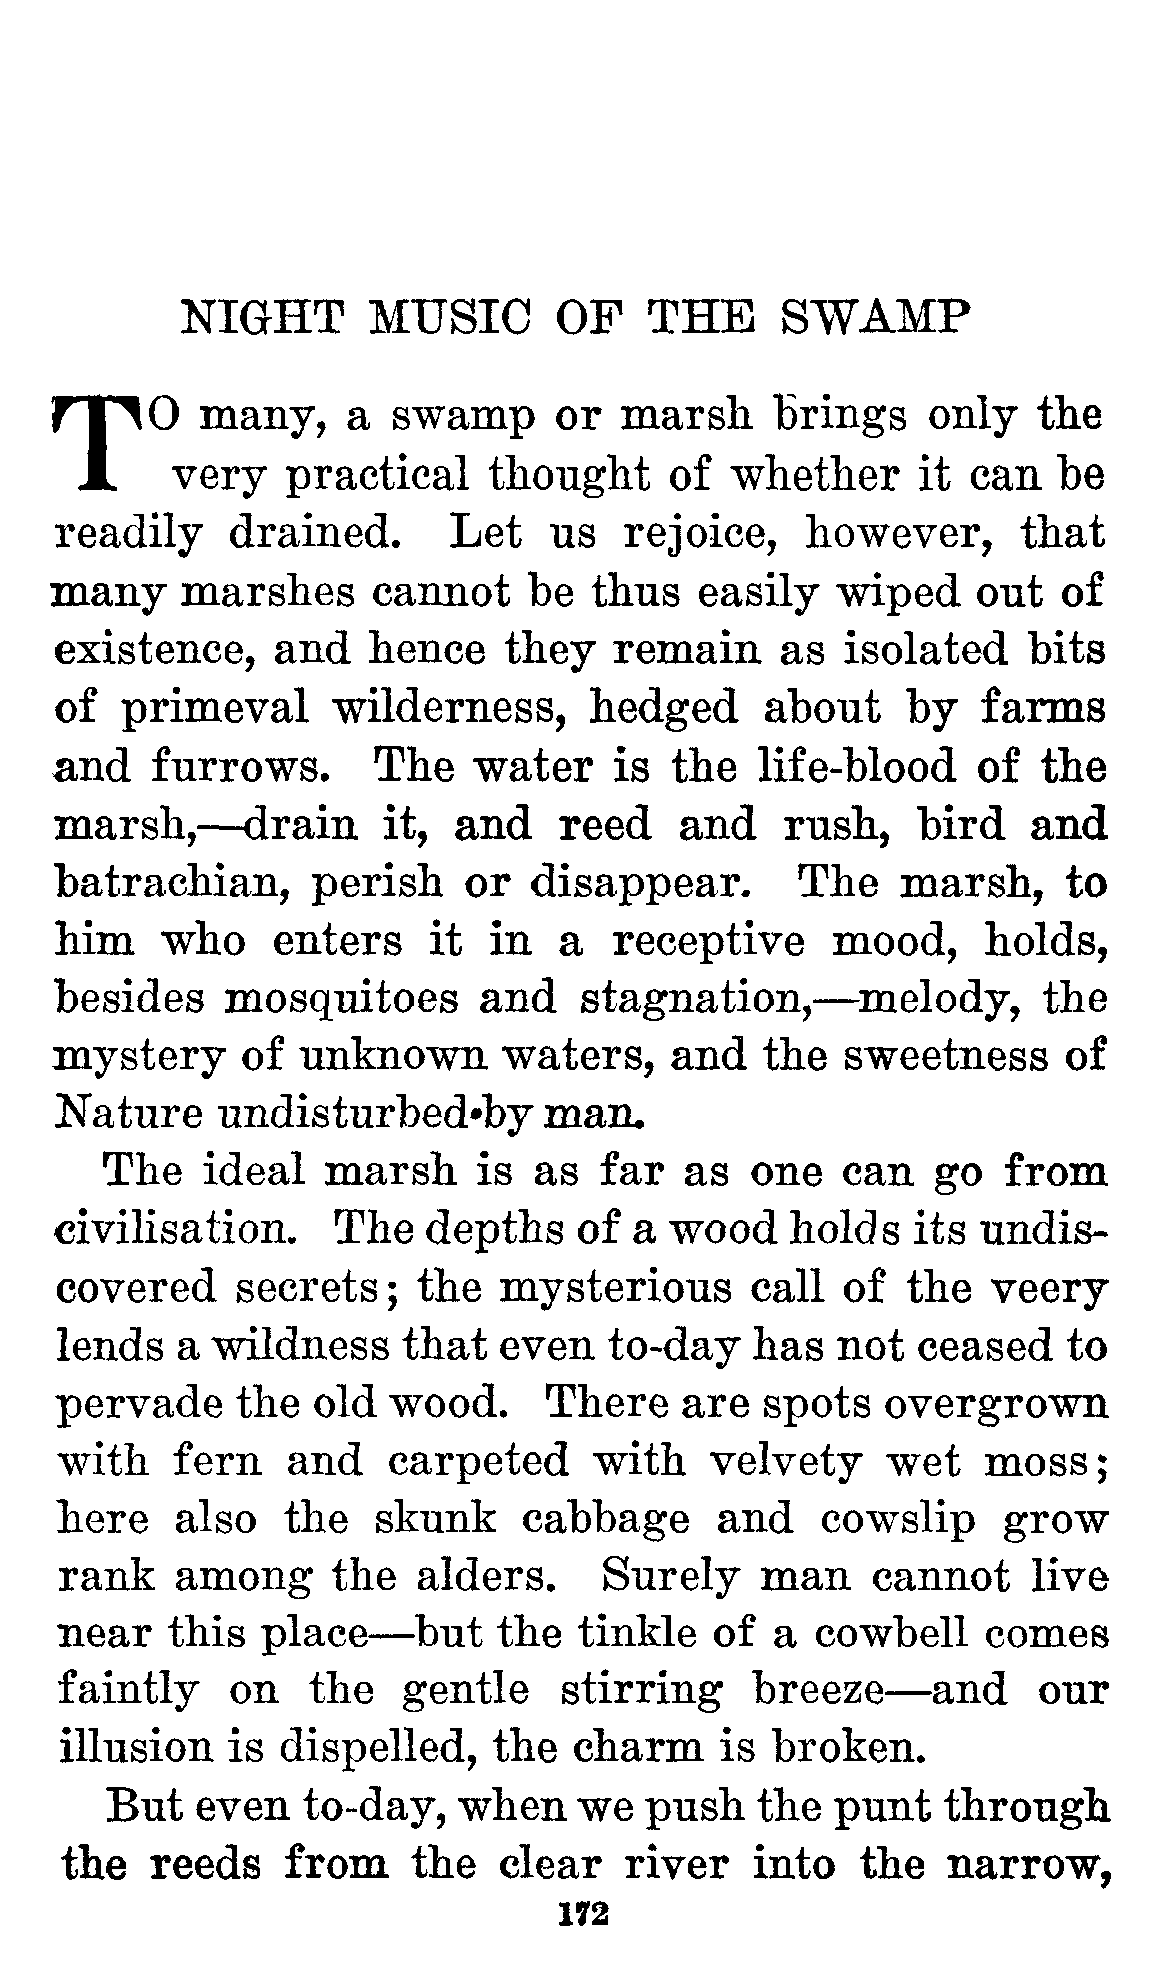 NIGHT MUSIC OF THE SWAMP
TO many, a swamp or marsh brings only the
very practical thought of whether it can be
readily drained. Let us rejoice, however, that
many marshes cannot be thus easily wiped out of
existence, and hence they remain as isolated bits
of primeval wilderness, hedged about by farms
and furrows. The water is the life-blood of the
marsh,—drain it, and reed and rush, bird and
batrachian, perish or disappear. The marsh, to
him who enters it in a receptive mood, holds,
besides mosquitoes and stagnation,—melody, the
mystery of unknown waters, and the sweetness of
Nature undisturbed by man.
The ideal marsh is as far as one can go from
civilisation. The depths of a wood holds its undis-
covered secrets; the mysterious call of the veery
lends a wildness that even to-day has not ceased to
pervade the old wood. There are spots overgrown
with fern and carpeted with velvety wet moss;
here also the skunk cabbage and cowslip grow
rank among the alders. Surely man cannot live
near this place—but the tinkle of a cowbell comes
faintly on the gentle stirring breeze—and our
illusion is dispelled, the charm is broken.
But even to-day, when we push the punt through
the reeds from the clear river into the narrow,
172